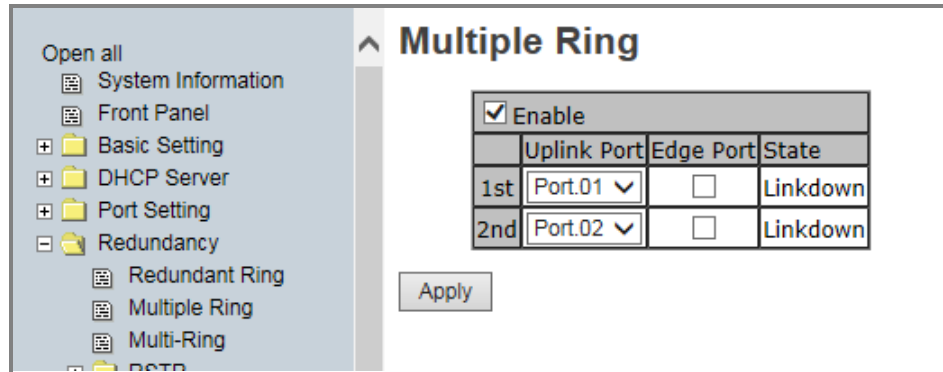 Open all
System Information
Front Panel
Basic Setting
DHCP Server
Port Setting
Redundancy
Redundant Ring
Multiple Ring
Multi-Ring
RSTP
Multiple Ring
Enable
Uplink Port Edge Port State
1st Port.01 Linkdown
2nd Port.02 Linkdown
Apply